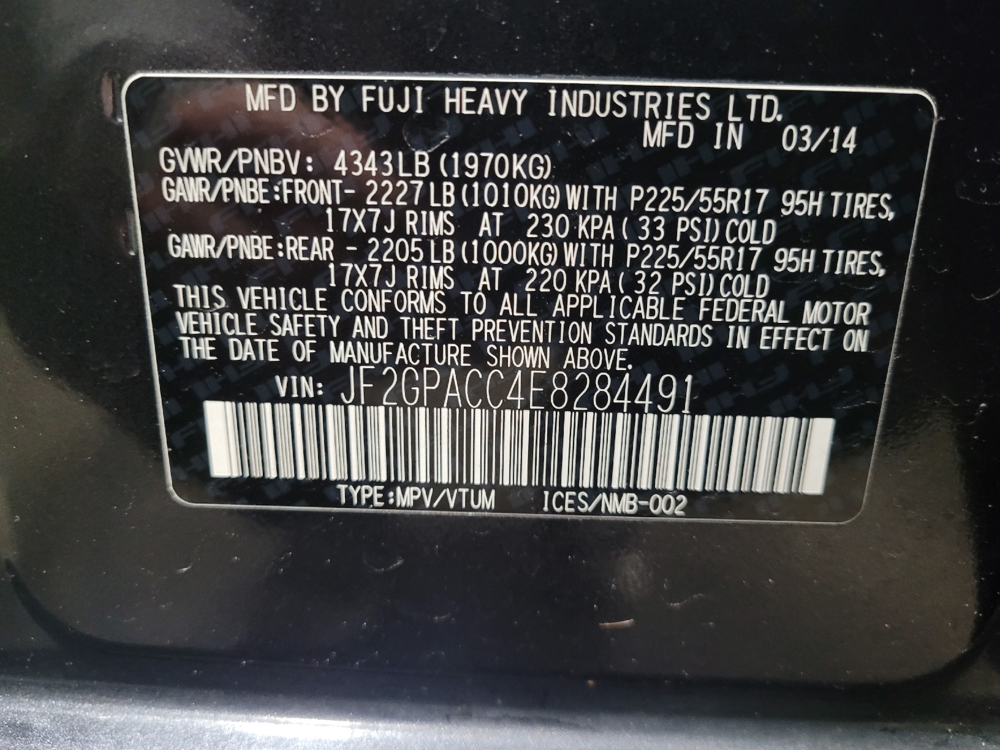 MFD BY FUJI HEAVY INDUSTRIES LTD.
MFD IN 03/14
GVWR/PNBV: 4343LB (1970KG)
GAWR/PNBE:FRONT- 2227LB (1010KG) WITH P225/55R17 95H TIRES,
17X7J RIMS AT 230 KPA ( 33 PSI) COLD
GAWR/PNBE:REAR - 2205LB (1000KG) WITH P225/55R17 95H TIRES,
17X7J RIMS AT 220 KPA ( 32 PSI) COLD
THIS VEHICLE CONFORMS TO ALL APPLICABLE FEDERAL MOTOR
VEHICLE SAFETY AND THEFT PREVENTION STANDARDS IN EFFECT ON
THE DATE OF MANUFACTURE SHOWN ABOVE.
VIN: JF2GPACC4E8284491
TYPE:MPV/VTUM ICES/NMB-002